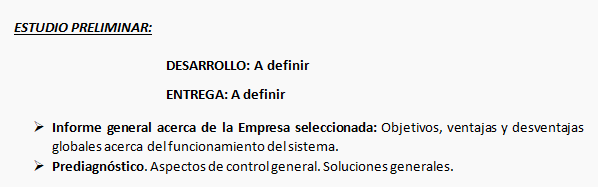 ESTUDIO PRELIMINAR:
DESARROLLO: A definir
ENTREGA: A definir
➤ Informe general acerca de la Empresa seleccionada: Objetivos, ventajas y desventajas
globales acerca del funcionamiento del sistema.
➤ Prediagnóstico. Aspectos de control general. Soluciones generales.